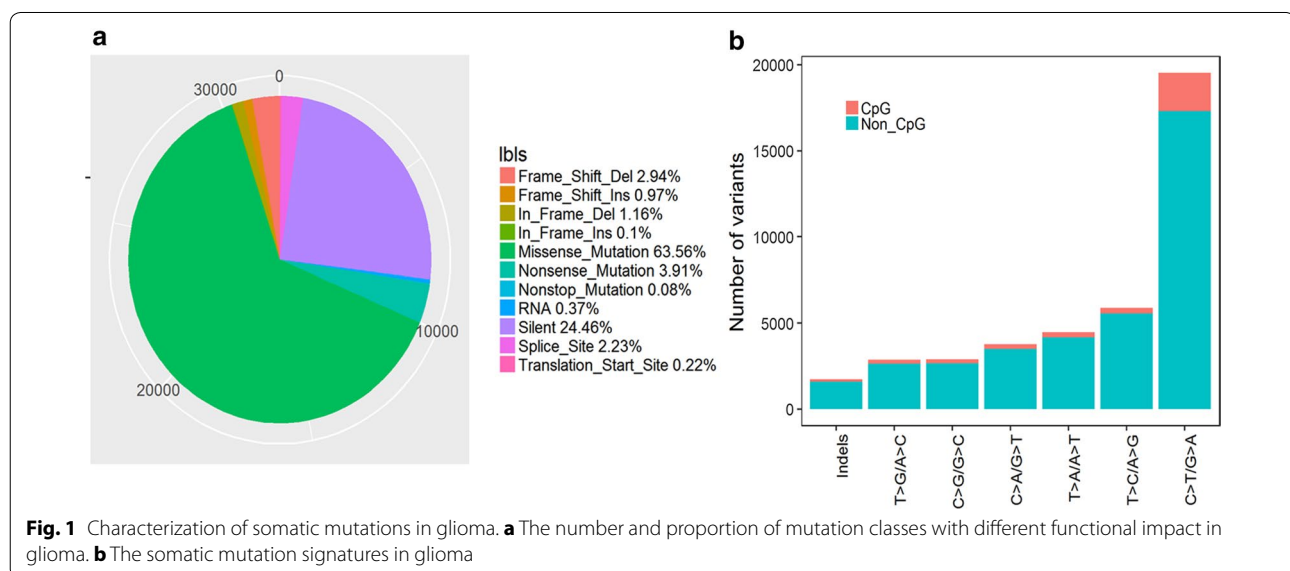 a
0
30000
10000
20000
lbls
Frame_Shift_Del 2.94%
Frame_Shift_Ins 0.97%
In_Frame_Del 1.16%
In_Frame_Ins 0.1%
Missense_Mutation 63.56%
Nonsense_Mutation 3.91%
Nonstop_Mutation 0.08%
RNA 0.37%
Silent 24.46%
Splice_Site 2.23%
Translation_Start_Site 0.22%
b
Number of variants
20000
15000
10000
5000
0
CpG
Non_CpG
Indels
T>G/A>C
C>G/G>C
C>A/G>T
T>A/A>T
T>C/A>G
C>T/G>A
Fig. 1 Characterization of somatic mutations in glioma. a The number and proportion of mutation classes with different functional impact in
glioma. b The somatic mutation signatures in glioma